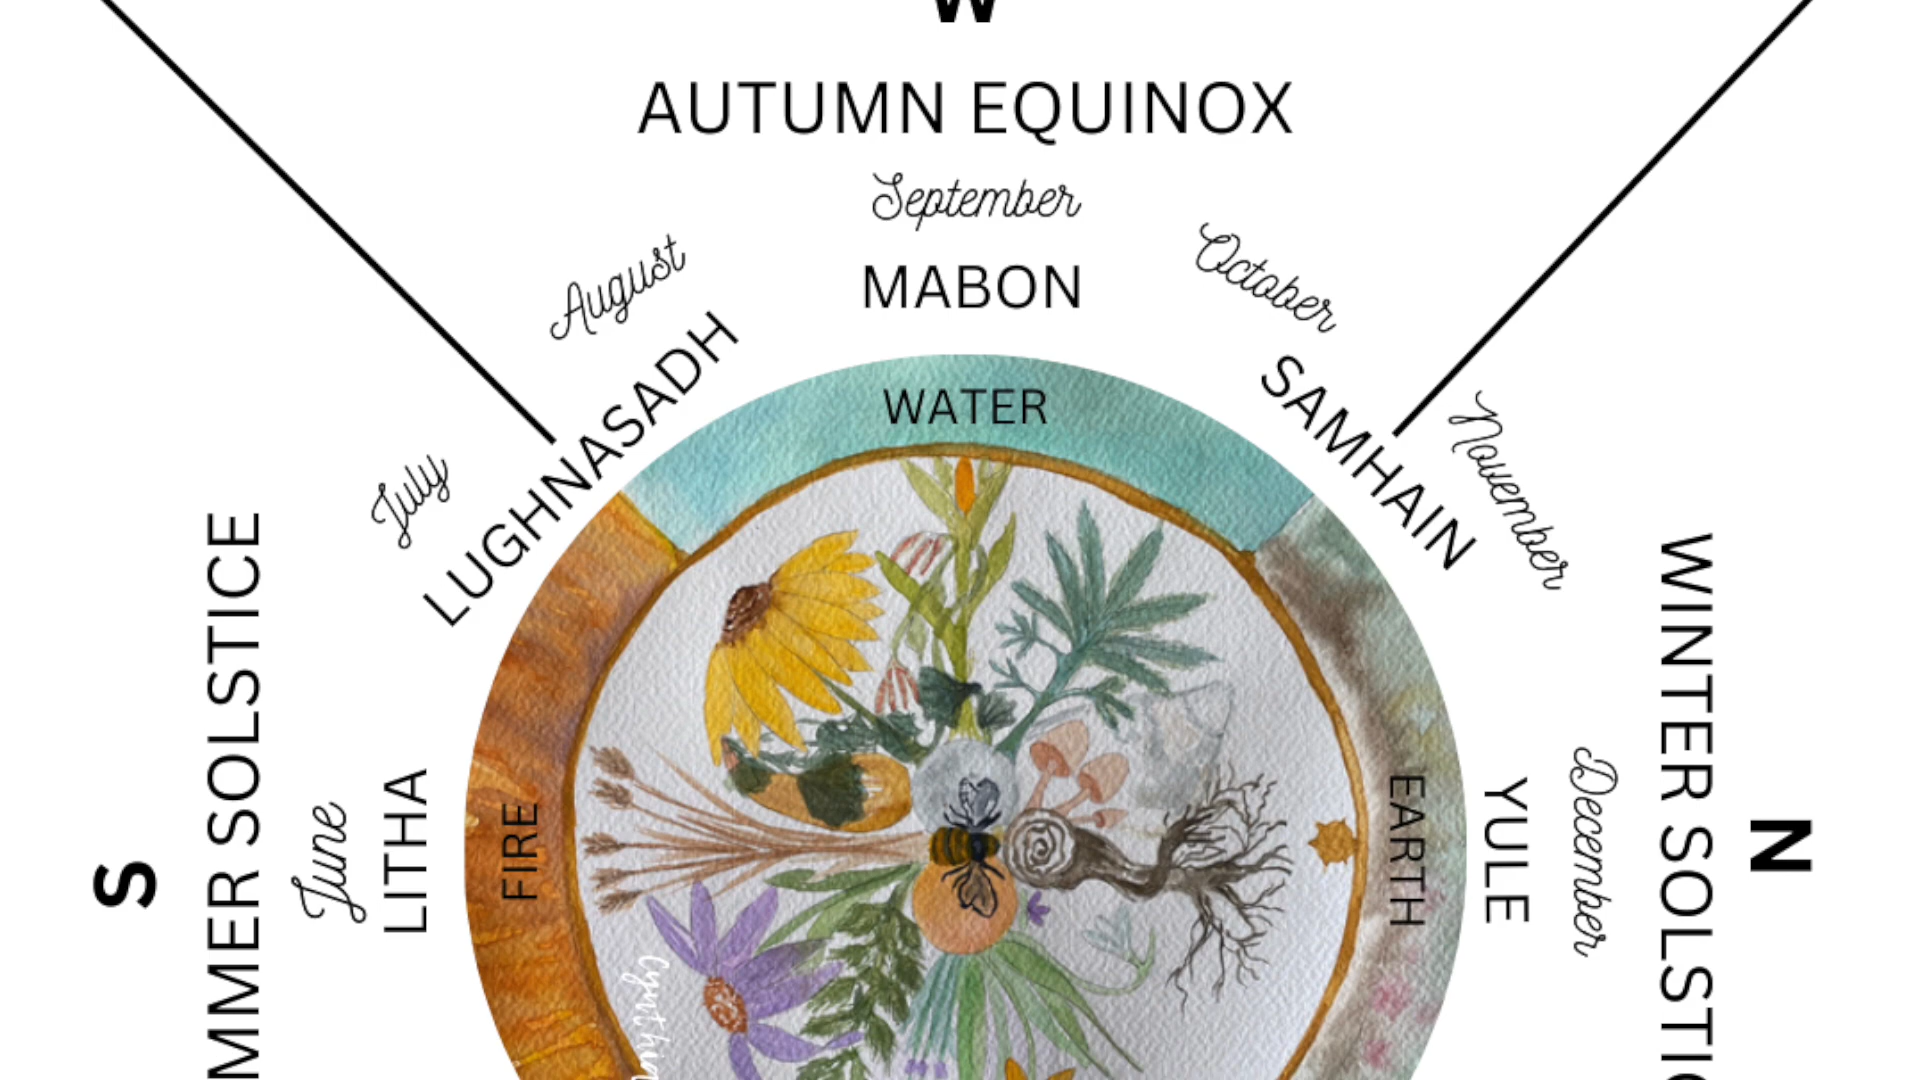 W
AUTUMN EQUINOX
September
August
October
MABON
LUGHNASADH
SAMHAIN
July
November
WATER
S
MMER SOLSTICE
June
LITHA
FIRE
EARTH
YULE
December
WINTER SOLSTIC
N
Cynthia